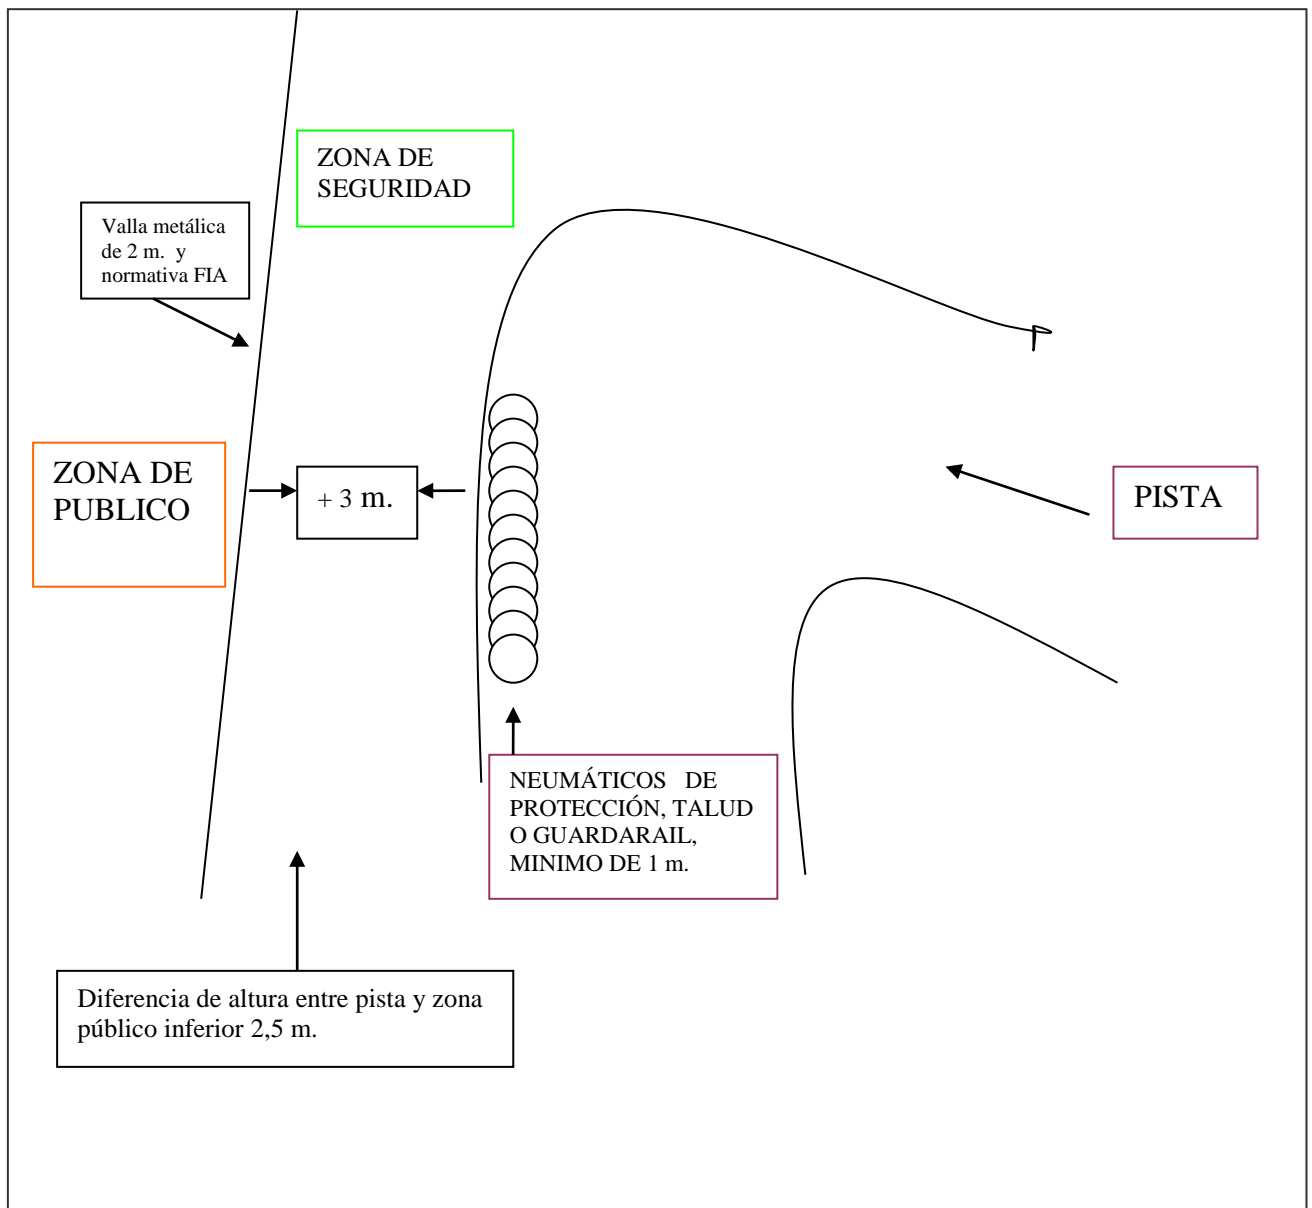 ZONA DE
SEGURIDAD
Valla metálica
de 2 m. y
normativa FIA
ZONA DE
PUBLICO
+ 3 m.
PISTA
NEUMÁTICOS DE
PROTECCIÓN, TALUD
O GUARDARAIL,
MINIMO DE 1 m.
Diferencia de altura entre pista y zona
público inferior 2,5 m.